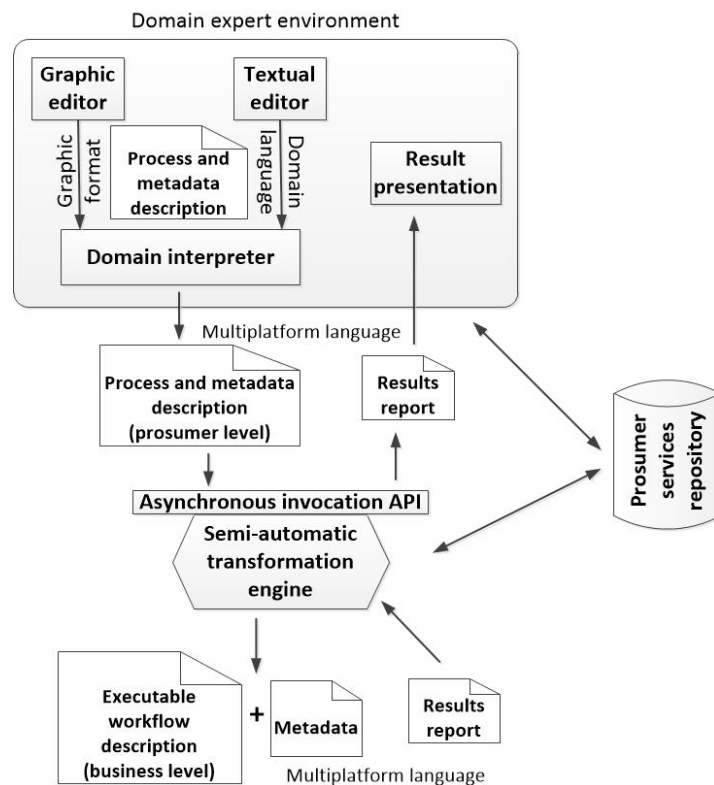 Domain expert environment
Graphic
editor
Textual
editor
Graphic
format
Process and
metadata
description
Domain
language
Result
presentation
Domain interpreter
Multiplatform language
Process and metadata
description
(prosumer level)
Results
report
Prosumer
services
repository
Asynchronous invocation API
Semi-automatic
transformation
engine
Executable
workflow
description
(business level)
+
Metadata
Results
report
Multiplatform language